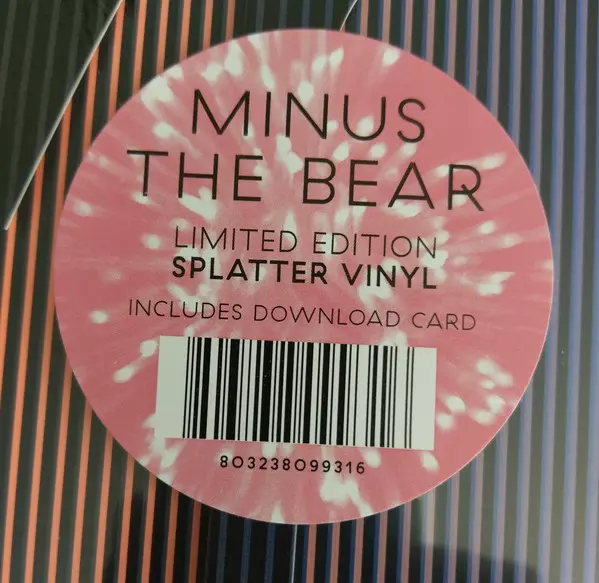 MINUS
THE BEAR
LIMITED EDITION
SPLATTER VINYL
INCLUDES DOWNLOAD CARD
803238099316